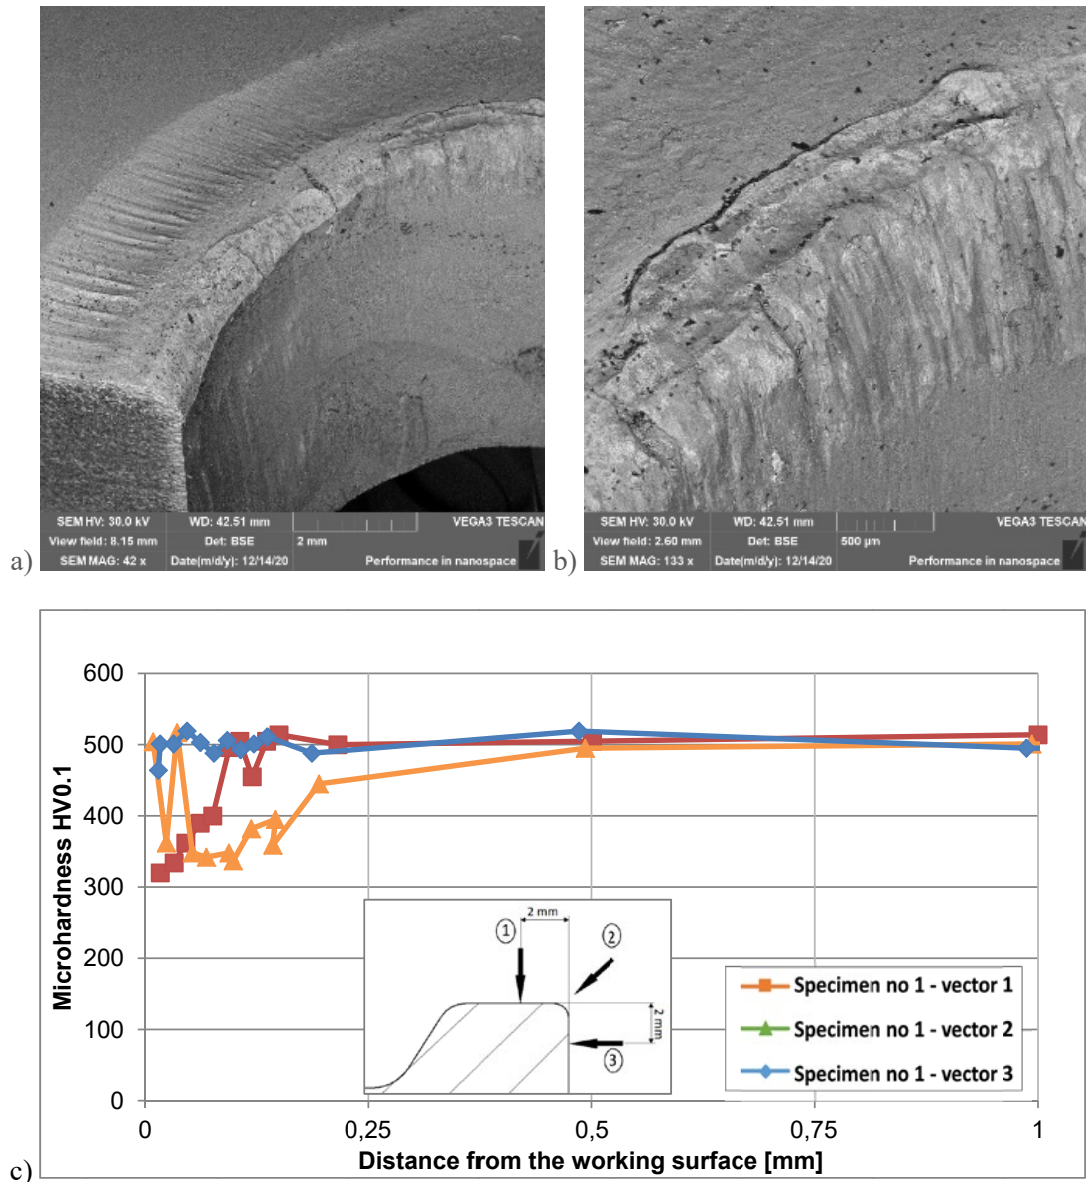 SEM HV: 30.0 kV WD: 42.51 mm VEGA3 TESCAN
View field: 8.15 mm Det: BSE 2 mm
SEM MAG: 42 x Date(m/d/y): 12/14/20 Performance in nanospace
a)
SEM HV: 30.0 kV WD: 42.51 mm VEGA3 TESCAN
View field: 2.60 mm Det: BSE 500 µm
SEM MAG: 133 x Date(m/d/y): 12/14/20 Performance in nanospace
b)
Microhardness HV0.1
600
500
400
300
200
100
0
0 0,25 0,5 0,75 1
Distance from the working surface [mm]
2 mm
1
2
2 mm
3
Specimen no 1 - vector 1
Specimen no 1 - vector 2
Specimen no 1 - vector 3
c)